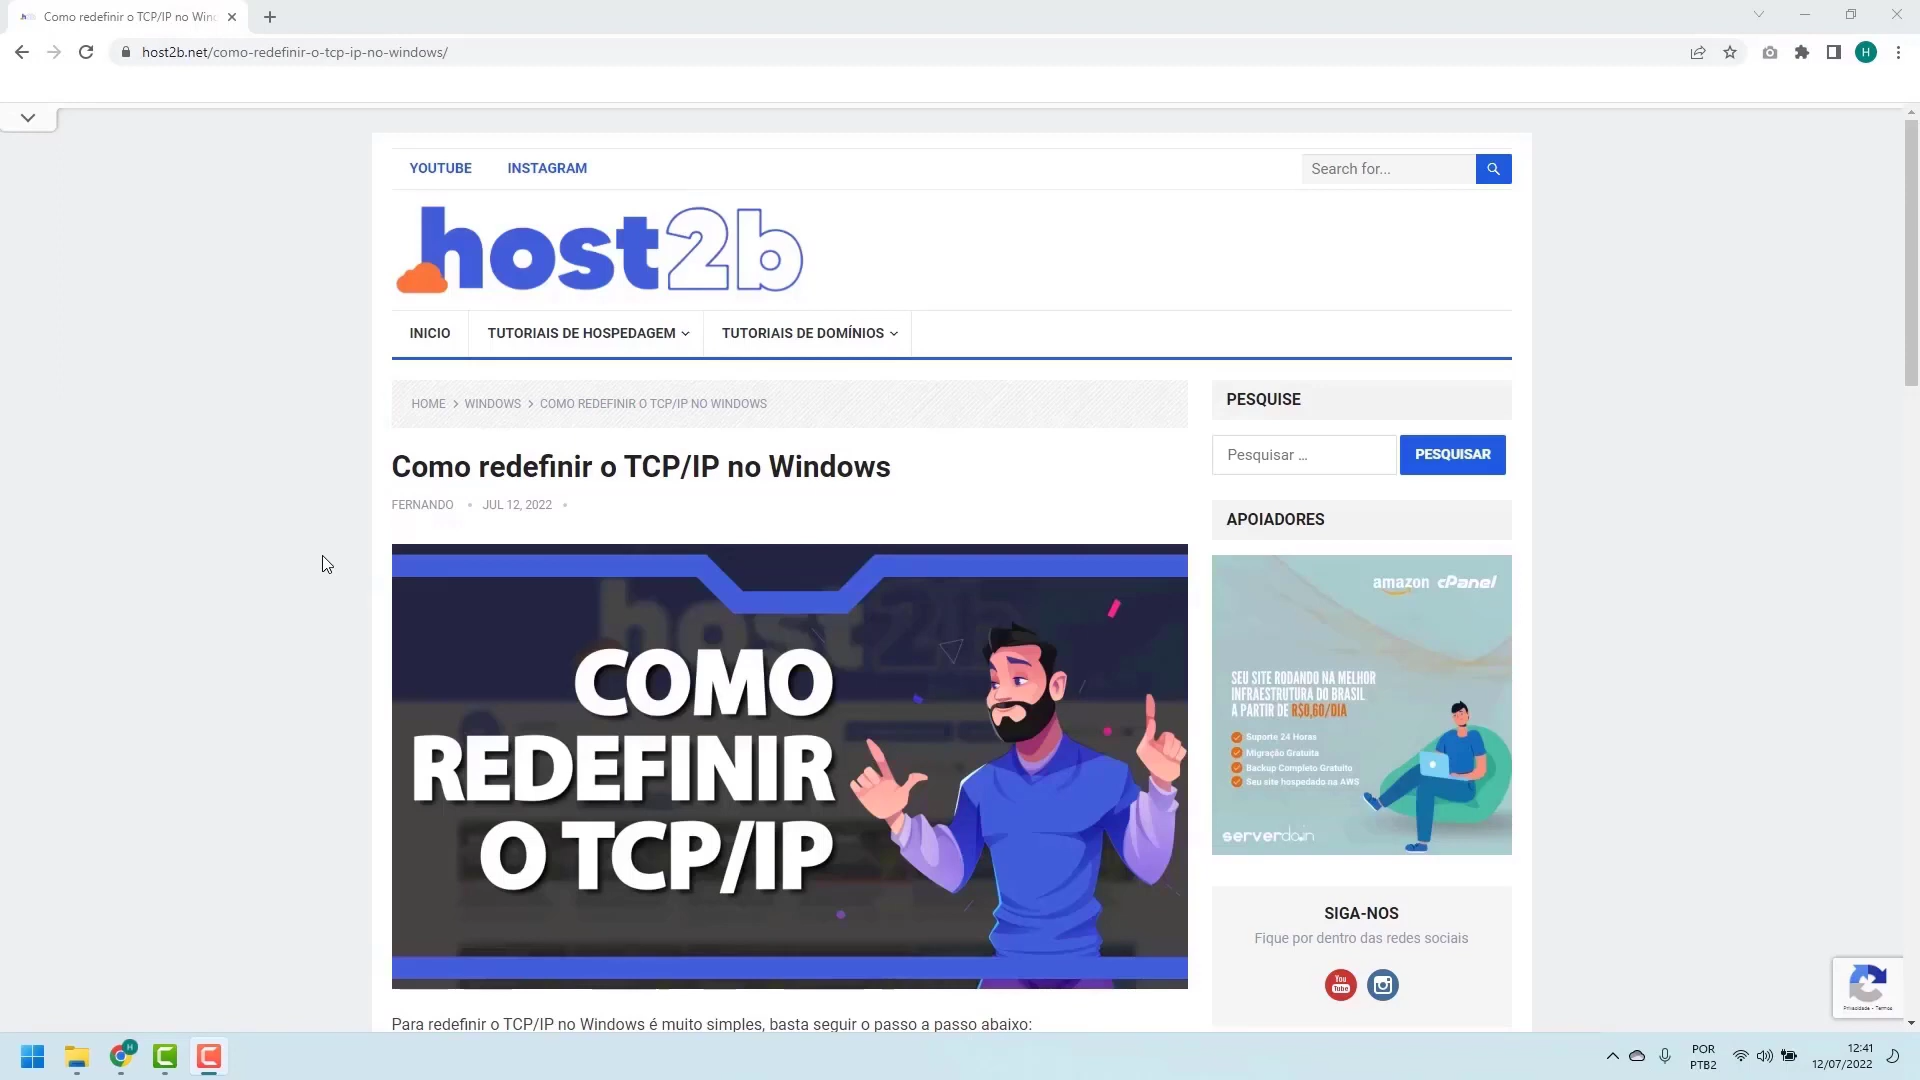 Como redefinir o TCP/IP no Wind
host2b.net/como-redefinir-o-tcp-ip-no-windows/
H
YOUTUBE
INSTAGRAM
Search for...
host2b
INICIO
TUTORIAIS DE HOSPEDAGEM
TUTORIAIS DE DOMÍNIOS
HOME > WINDOWS > COMO REDEFINIR O TCP/IP NO WINDOWS
Como redefinir o TCP/IP no Windows
FERNANDO • JUL 12, 2022 •
COMO
REDEFINIR
O TCP/IP
Para redefinir o TCP/IP no Windows é muito simples, basta seguir o passo a passo abaixo:
PESQUISE
Pesquisar …
PESQUISAR
APOIADORES
amazon cPanel
SEU SITE RODANDO NA MELHOR
INFRAESTRUTURA DO BRASIL
A PARTIR DE R$0,60/DIA
Suporte 24 Horas
Migração Gratuita
Backup Completo Gratuito
Seu site hospedado na AWS
serverdo.in
SIGA-NOS
Fique por dentro das redes sociais
You
Tube
Privacidade - Termos
H
POR
PTB2
12:41
12/07/2022